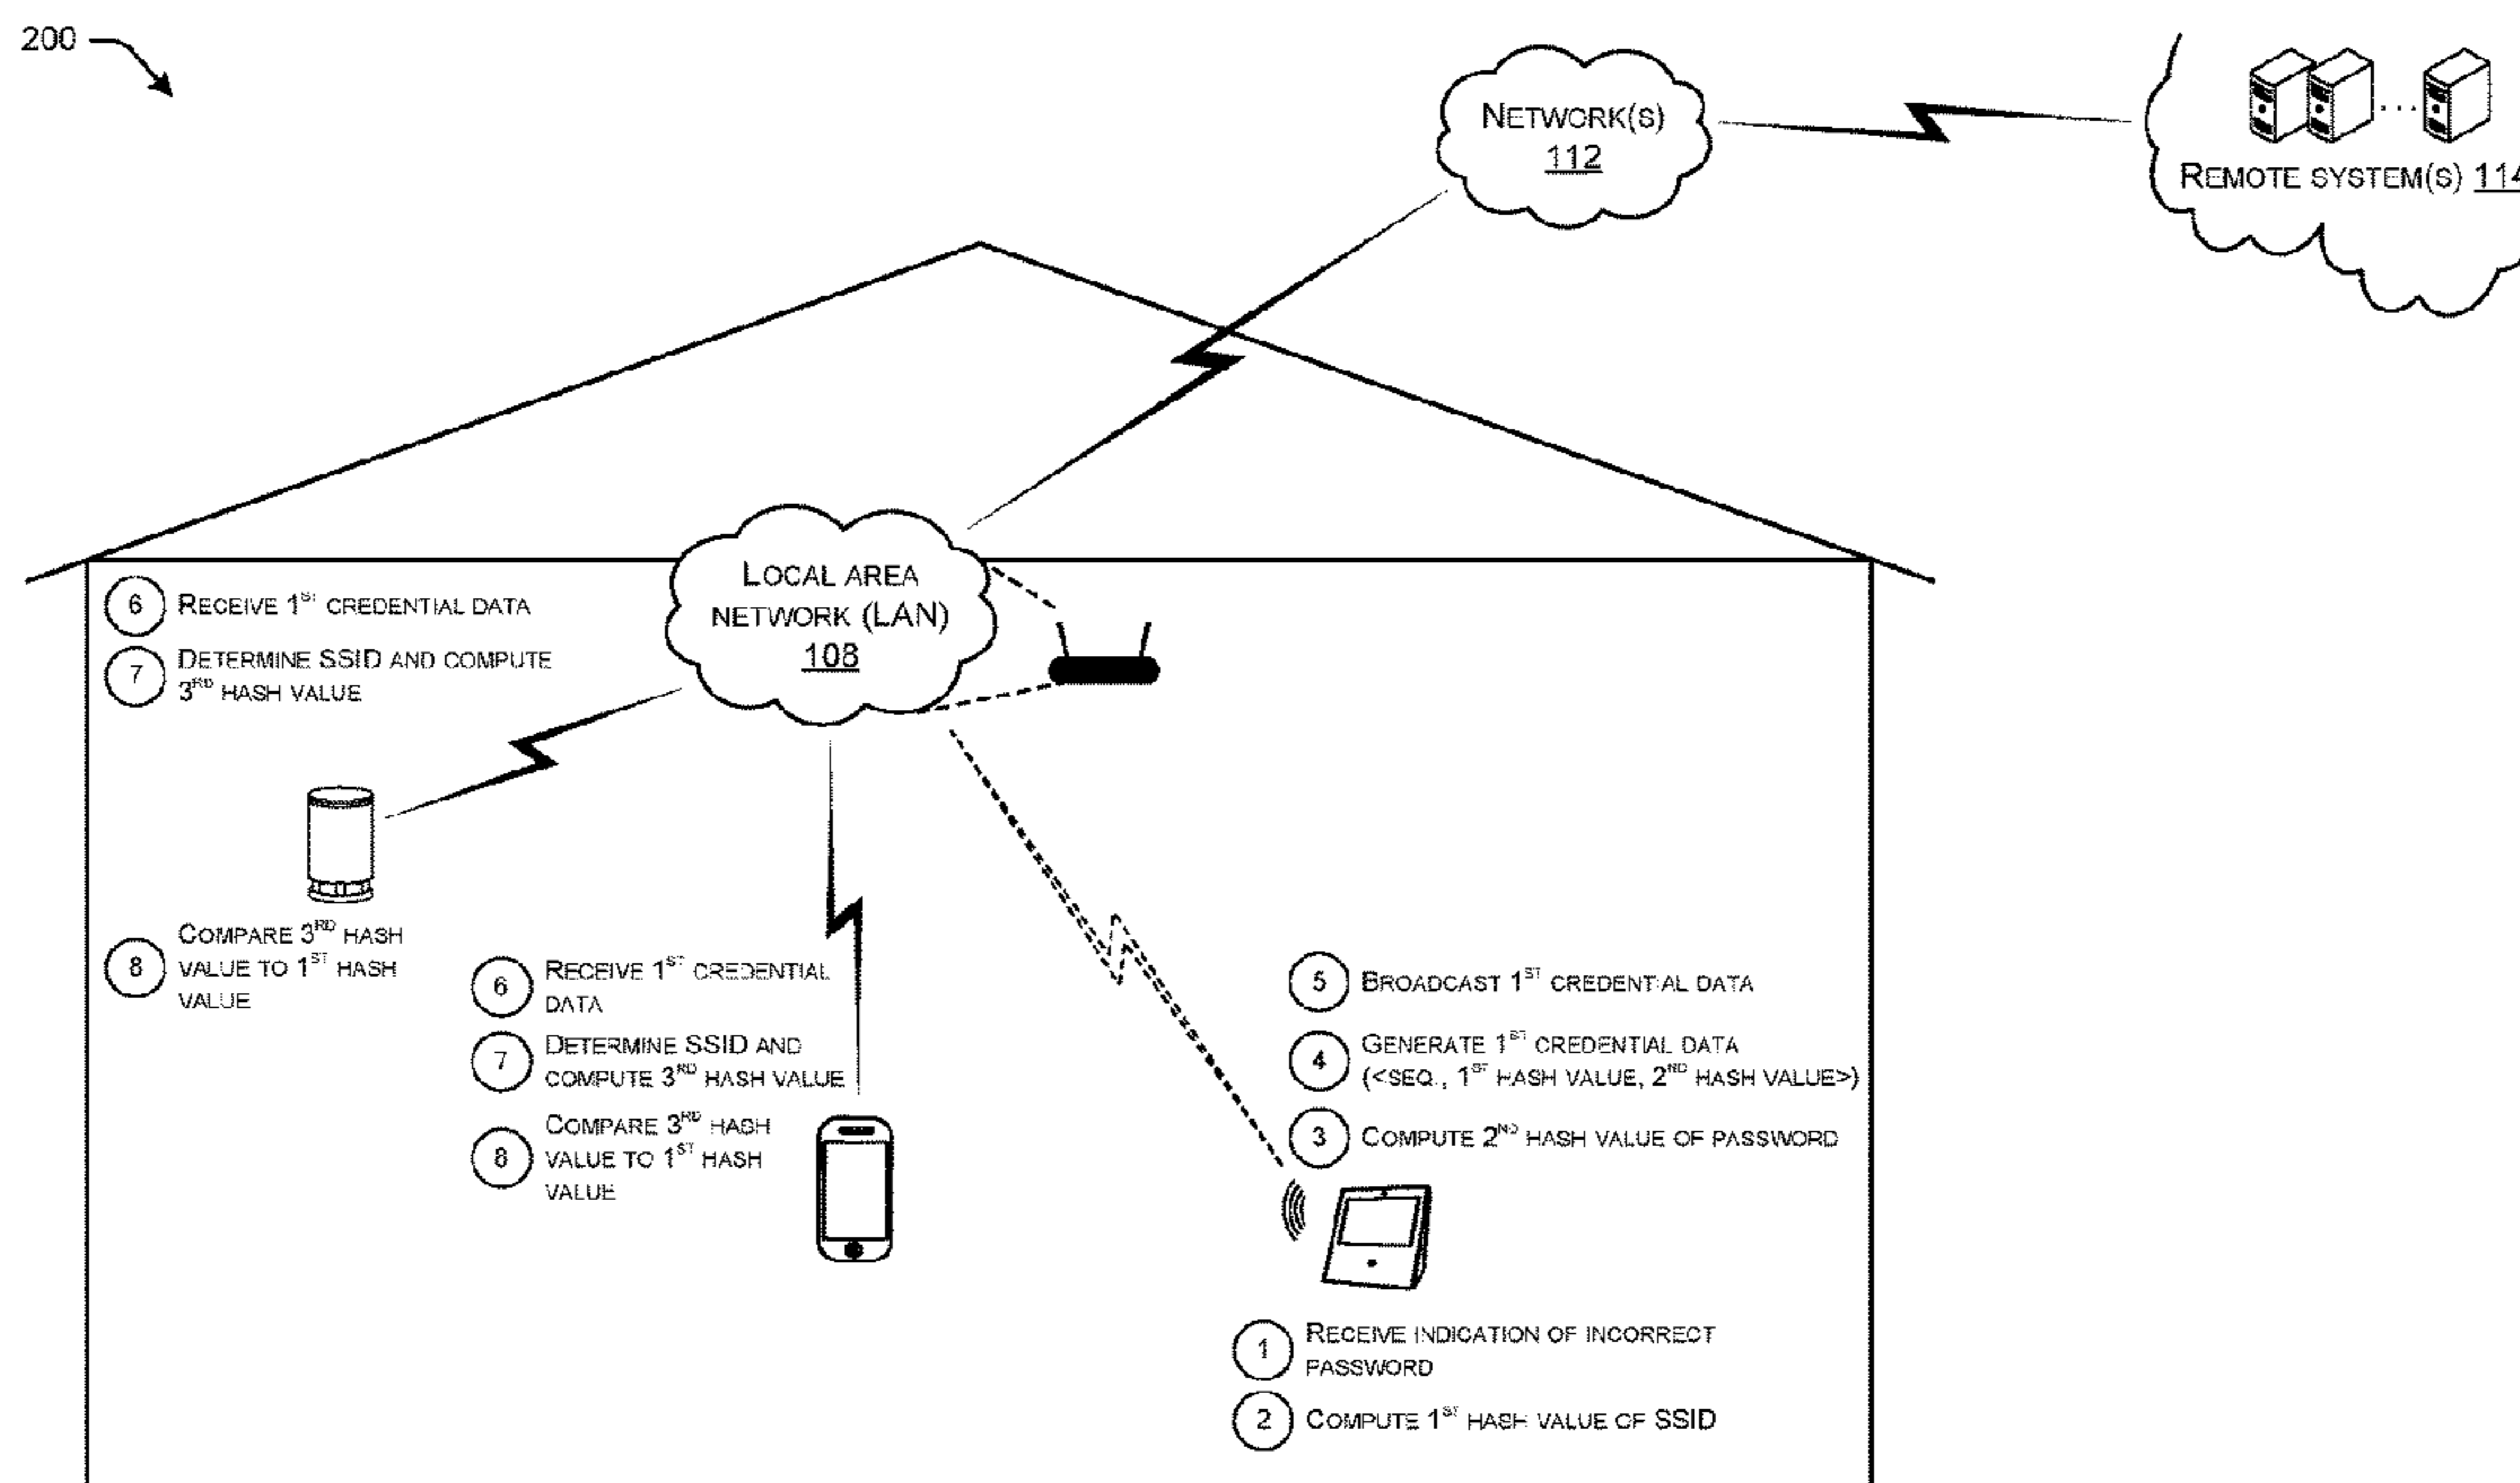 200
NETWORK(S)
112
REMOTE SYSTEM(S) 114
LOCAL AREA
NETWORK (LAN)
108
6 RECEIVE 1ST CREDENTIAL DATA
7 DETERMINE SSID AND COMPUTE
3RD HASH VALUE
8 COMPARE 3RD HASH
VALUE TO 1ST HASH
VALUE
6 RECEIVE 1ST CREDENTIAL
DATA
7 DETERMINE SSID AND
COMPUTE 3RD HASH VALUE
8 COMPARE 3RD HASH
VALUE TO 1ST HASH
VALUE
5 BROADCAST 1ST CREDENTIAL DATA
4 GENERATE 1ST CREDENTIAL DATA
(<SEQ., 1ST HASH VALUE, 2ND HASH VALUE>)
3 COMPUTE 2ND HASH VALUE OF PASSWORD
1 RECEIVE INDICATION OF INCORRECT
PASSWORD
2 COMPUTE 1ST HASH VALUE OF SSID